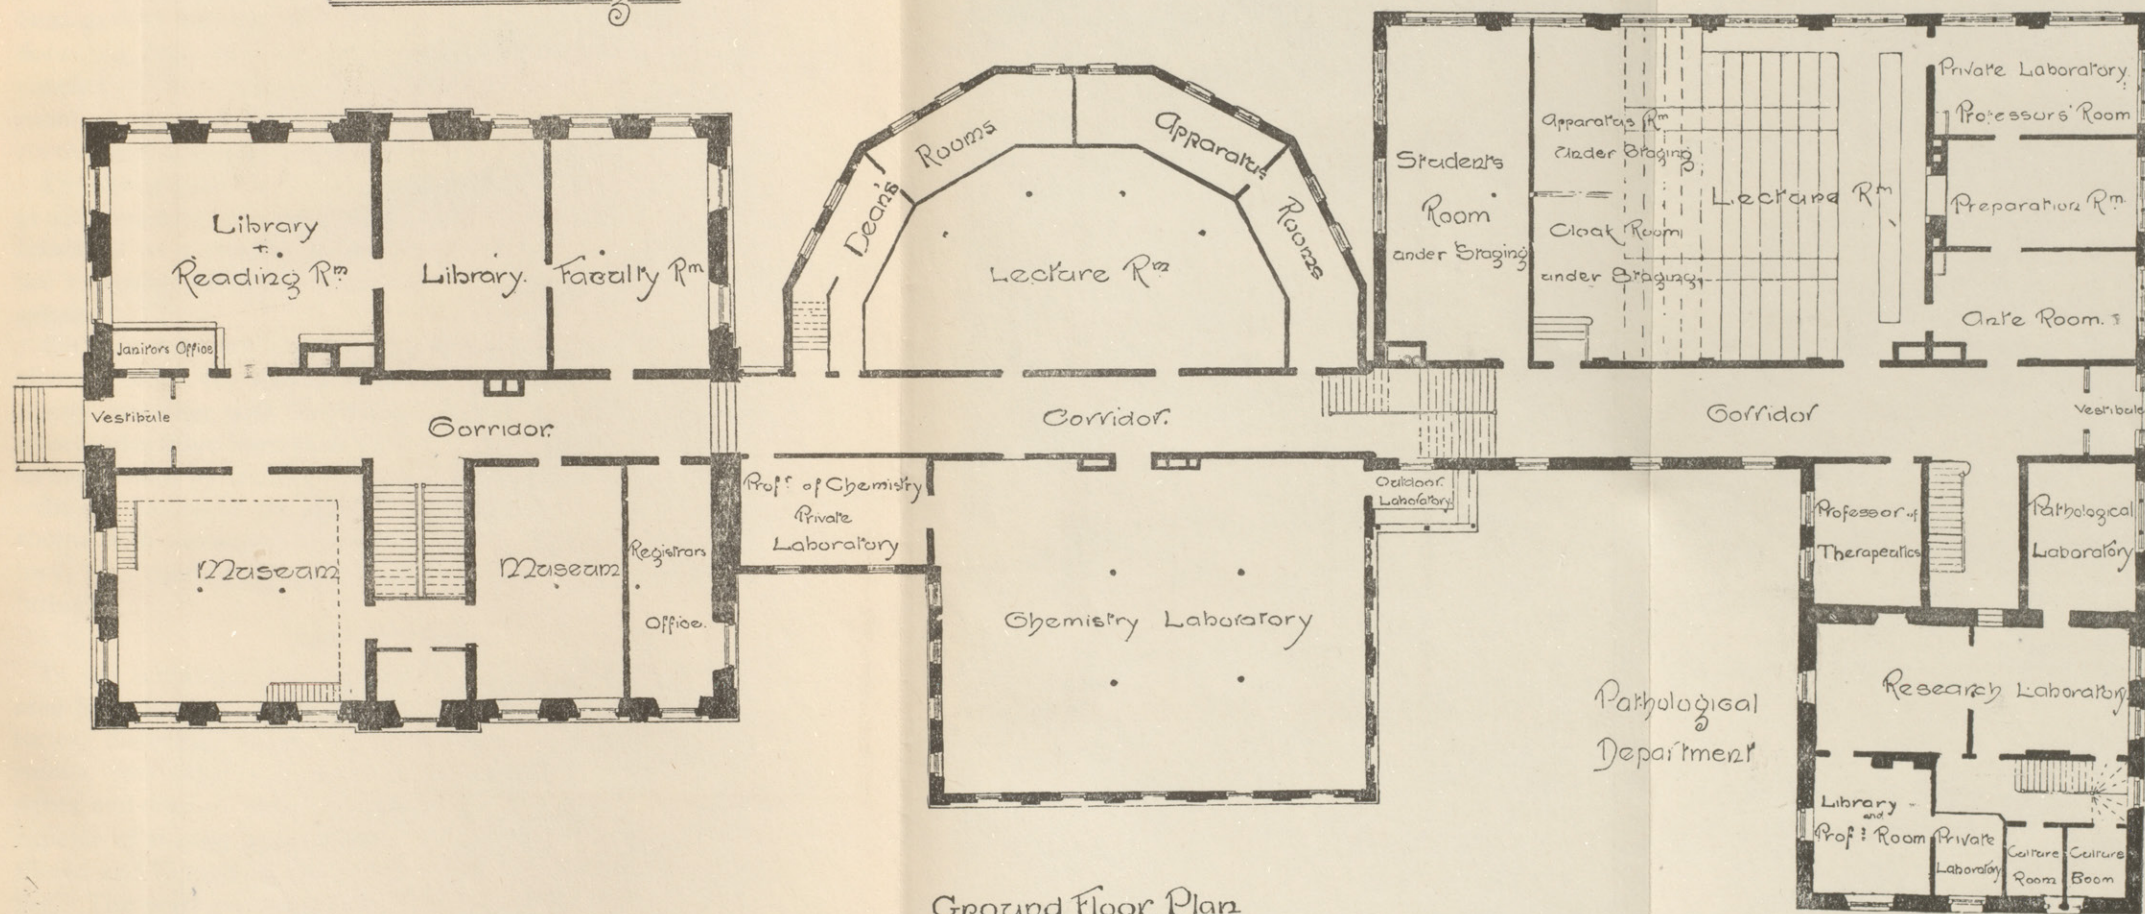 Library
+
Reading Rm
Library.
Faculty Rm
Janitors Office
Vestibule
Corridor.
Museum
Museum
Registrars
Office.
Dean's
Rooms
Apparatus
Rooms
Lecture Rm
Corridor.
Profr. of Chemistry
Private
Laboratory
Chemistry Laboratory
Outdoor
Laboratory
Students
Room
under Staging
Apparatus Rm
under Staging
Cloak Room
under Staging
Lecture Rm
Private Laboratory
Professors' Room
Preparation Rm
Ante Room.
Corridor
Vestibule
Professor of
Therapeutics
Pathological
Laboratory
Research Laboratory
Pathological
Department
Library
and
Prof: Room
Private
Laboratory
Culture
Room
Culture
Room
Ground Floor Plan